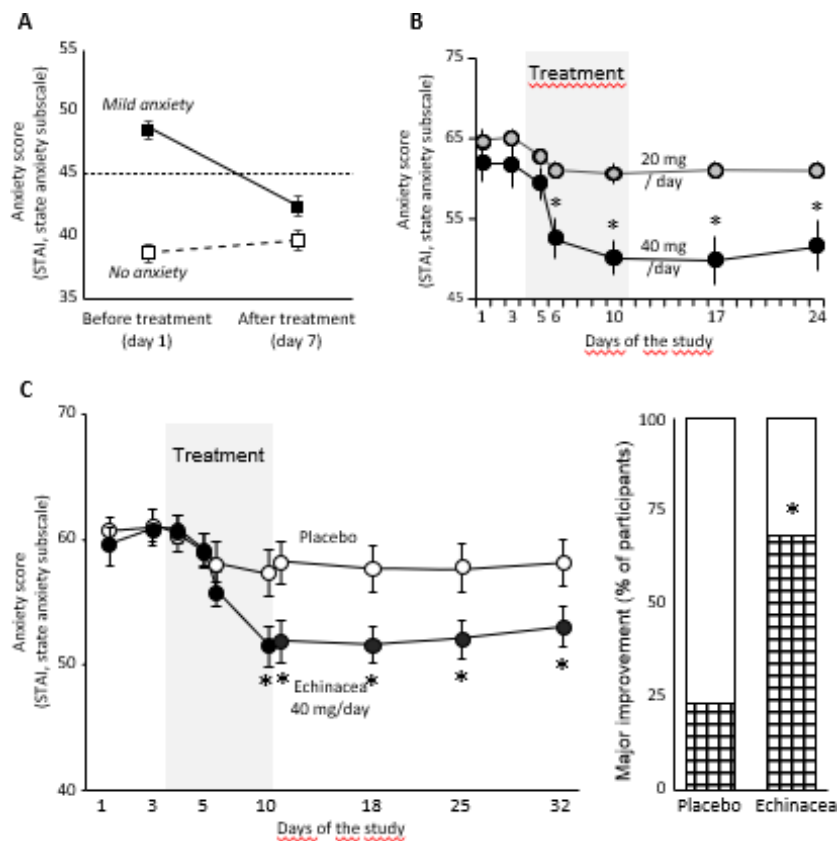 A
Anxiety score
(STAI, state anxiety subscale)
55
50
45
40
35
Mild anxiety
No anxiety
Before treatment
(day 1)
After treatment
(day 7)
B
Anxiety score
(STAI, state anxiety subscale)
75
65
55
45
Treatment
20 mg
/ day
*
*
*
*
40 mg
/day
1
3
5
6
10
17
24
Days of the study
C
Anxiety score
(STAI, state anxiety subscale)
70
60
50
40
Treatment
Placebo
* * * * *
Echinacea
40 mg/day
1
3
5
10
18
25
32
Days of the study
Major improvement (% of participants)
100
75
50
25
0
*
Placebo
Echinacea